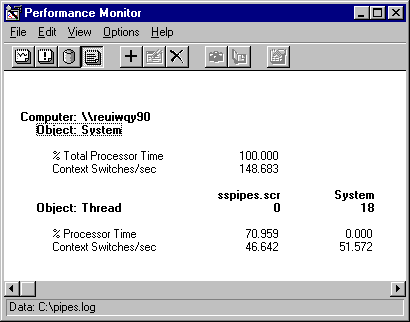 Performance Monitor
File Edit View Options Help
Computer: \\reuiwqy90
Object: System
% Total Processor Time 100.000
Context Switches/sec 148.683
sspipes.scr System
Object: Thread 0 18
% Processor Time 70.959 0.000
Context Switches/sec 46.642 51.572
Data: C:\pipes.log